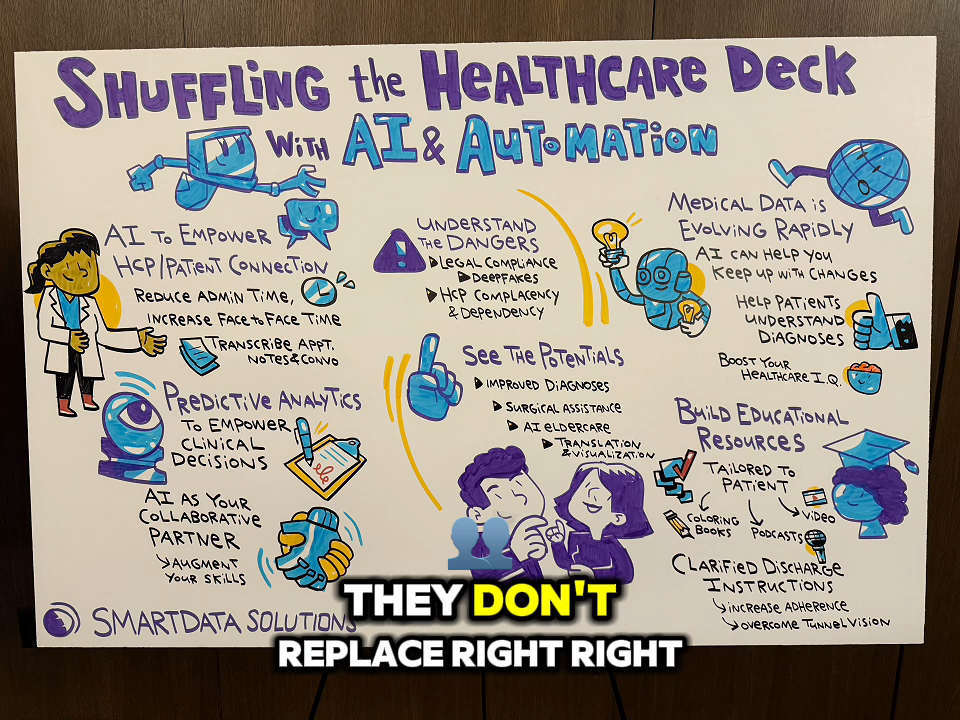 SHUFFLING the HEALTHCARE DECK
WITH AI & AUTOMATION
AI TO EMPOWER
HCP/PATIENT CONNECTION
REDUCE ADMIN TIME,
INCREASE FACE TO FACE TIME
TRANSCRIBE APPT.
NOTES & CONVO
PREDICTIVE ANALYTICS
TO EMPOWER
CLINICAL
DECISIONS
AI AS YOUR
COLLABORATIVE
PARTNER
AUGMENT
YOUR SKILLS
SMARTDATA SOLUTIONS
UNDERSTAND
THE DANGERS
LEGAL COMPLIANCE
DEEPFAKES
HCP COMPLACENCY
& DEPENDENCY
SEE THE POTENTIALS
IMPROVED DIAGNOSES
SURGICAL ASSISTANCE
AI ELDERCARE
TRANSLATION
& VISUALIZATION
MEDICAL DATA IS
EVOLVING RAPIDLY
AI CAN HELP YOU
KEEP UP WITH CHANGES
HELP PATIENTS
UNDERSTAND
DIAGNOSES
BOOST YOUR
HEALTHCARE I.Q.
BUILD EDUCATIONAL
RESOURCES
TAILORED TO
PATIENT
COLORING
BOOKS
PODCASTS
VIDEO
CLARIFIED DISCHARGE
INSTRUCTIONS
INCREASE ADHERENCE
OVERCOME TUNNEL VISION
THEY DON'T
REPLACE RIGHT RIGHT